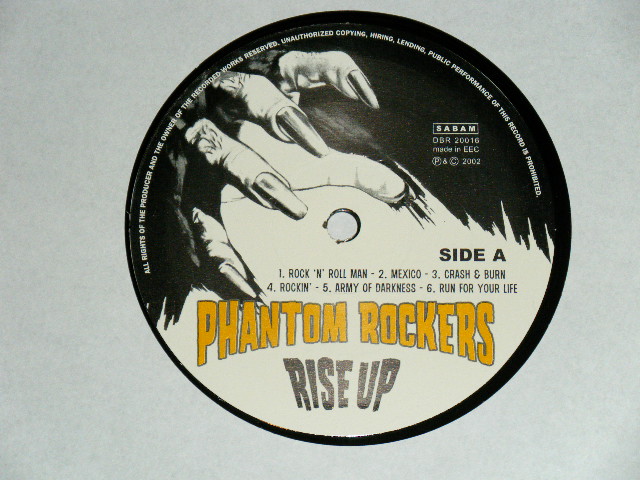 ALL RIGHTS OF THE PRODUCER AND THE OWNER OF THE RECORDED WORKS RESERVED. UNAUTHORIZED COPYING, HIRING, LENDING, PUBLIC PERFORMANCE OF THIS RECORD IS PROHIBITED.
SABAM
DBR 20016
made in EEC
℗ & © 2002
SIDE A
1. ROCK 'N' ROLL MAN - 2. MEXICO - 3. CRASH & BURN
4. ROCKIN' - 5. ARMY OF DARKNESS - 6. RUN FOR YOUR LIFE
PHANTOM ROCKERS
RISE UP